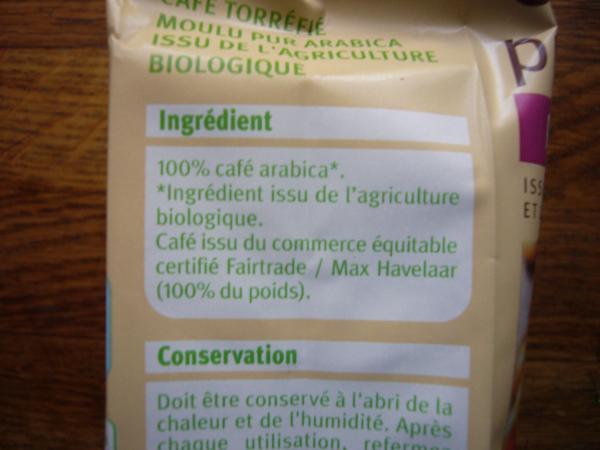 CAFÉ TORRÉFIÉ
MOULU PUR ARABICA
ISSU DE L'AGRICULTURE
BIOLOGIQUE
Ingrédient
100% café arabica*.
*Ingrédient issu de l'agriculture
biologique.
Café issu du commerce équitable
certifié Fairtrade / Max Havelaar
(100% du poids).
Conservation
Doit être conservé à l'abri de la
chaleur et de l'humidité. Après
chaque utilisation,
p
ISS
ET